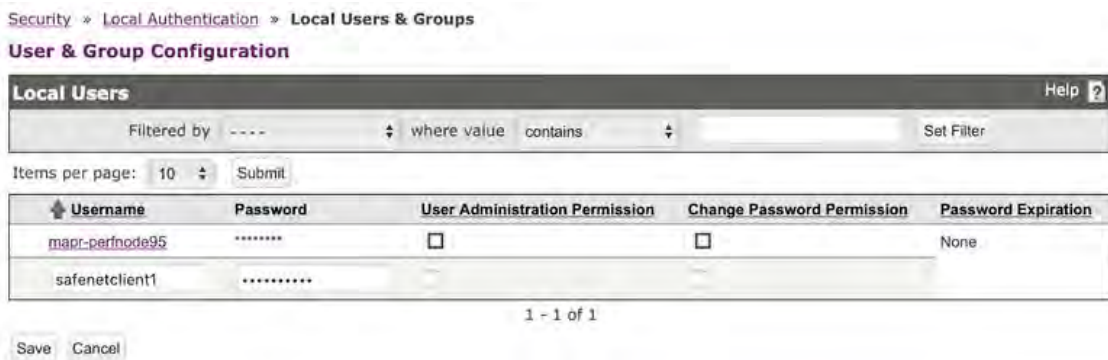 Security » Local Authentication » Local Users & Groups
User & Group Configuration
Local Users Help ?
Filtered by ---- where value contains Set Filter
Items per page: 10 Submit
Username Password User Administration Permission Change Password Permission Password Expiration
mapr-perfnode95 ******** None
safenetclient1 ••••••••••
1 - 1 of 1
Save Cancel